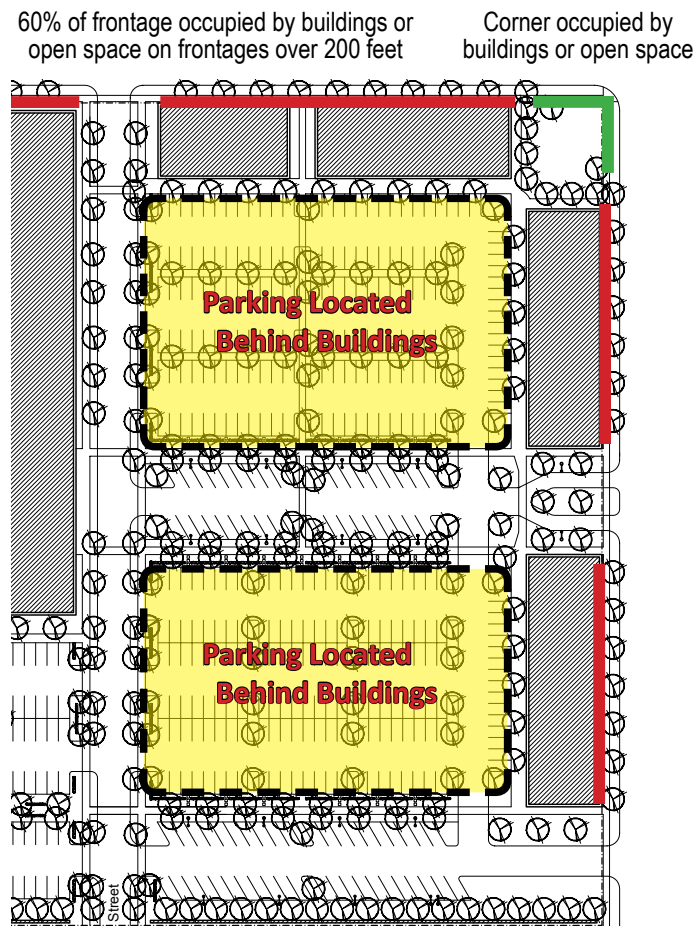 60% of frontage occupied by buildings or
open space on frontages over 200 feet
Corner occupied by
buildings or open space
Parking Located
Behind Buildings
Parking Located
Behind Buildings
Street